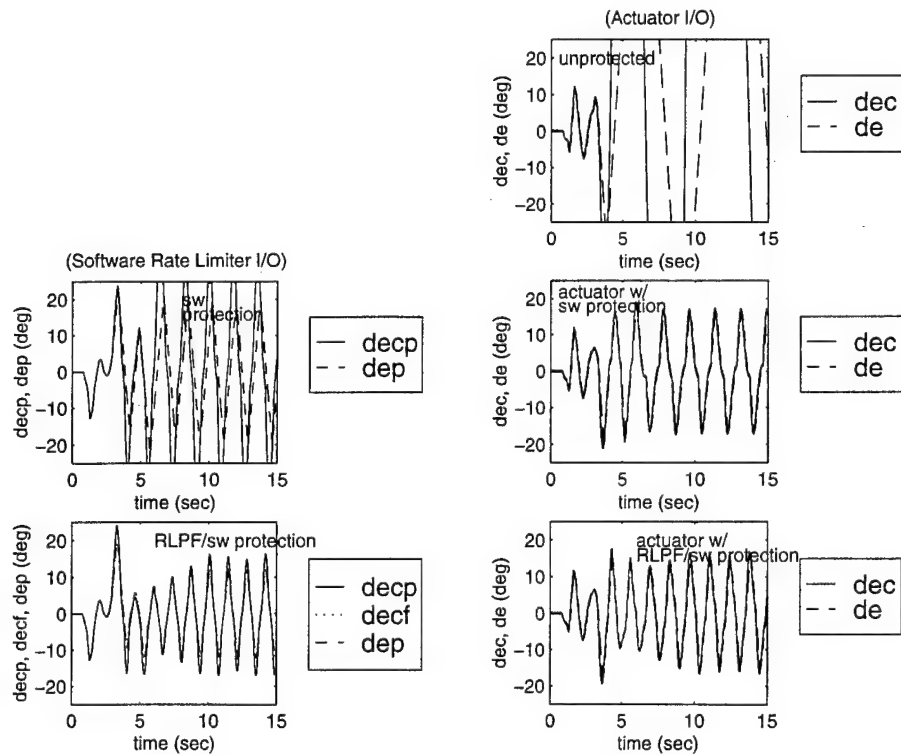 (Actuator I/O)
unprotected
dec, de (deg)
20
10
0
−10
−20
0 5 10 15
time (sec)
dec
de
(Software Rate Limiter I/O)
sw
protection
decp, dep (deg)
20
10
0
−10
−20
0 5 10 15
time (sec)
decp
dep
actuator w/
sw protection
dec, de (deg)
20
10
0
−10
−20
0 5 10 15
time (sec)
dec
de
RLPF/sw protection
decp, decf, dep (deg)
20
10
0
−10
−20
0 5 10 15
time (sec)
decp
decf
dep
actuator w/
RLPF/sw protection
dec, de (deg)
20
10
0
−10
−20
0 5 10 15
time (sec)
dec
de